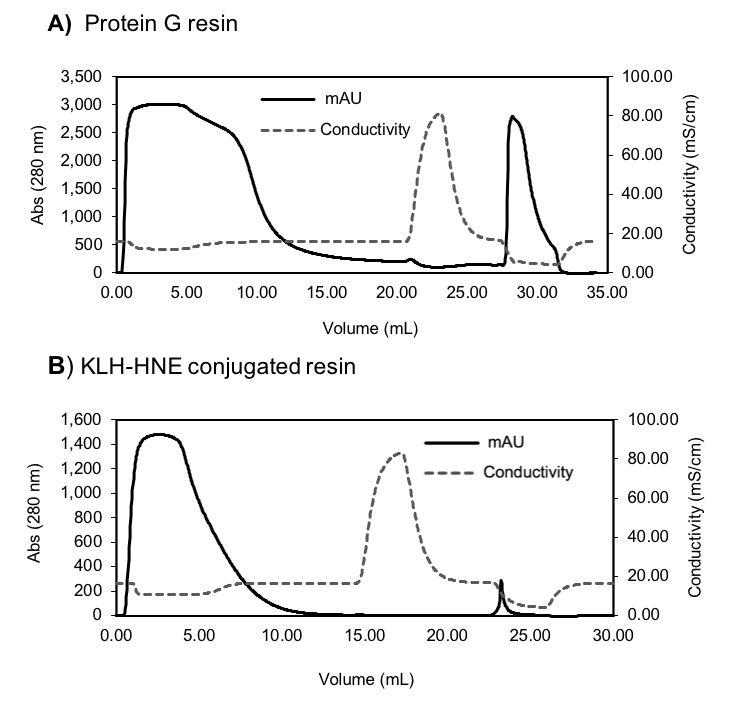 A) Protein G resin
3,500
3,000
2,500
2,000
1,500
1,000
500
0
Abs (280 nm)
mAU
Conductivity
100.00
80.00
60.00
40.00
20.00
0.00
Conductivity (mS/cm)
0.00 5.00 10.00 15.00 20.00 25.00 30.00 35.00
Volume (mL)
B) KLH-HNE conjugated resin
1,600
1,400
1,200
1,000
800
600
400
200
0
Abs (280 nm)
mAU
Conductivity
100.00
80.00
60.00
40.00
20.00
0.00
Conductivity (mS/cm)
0.00 5.00 10.00 15.00 20.00 25.00 30.00
Volume (mL)